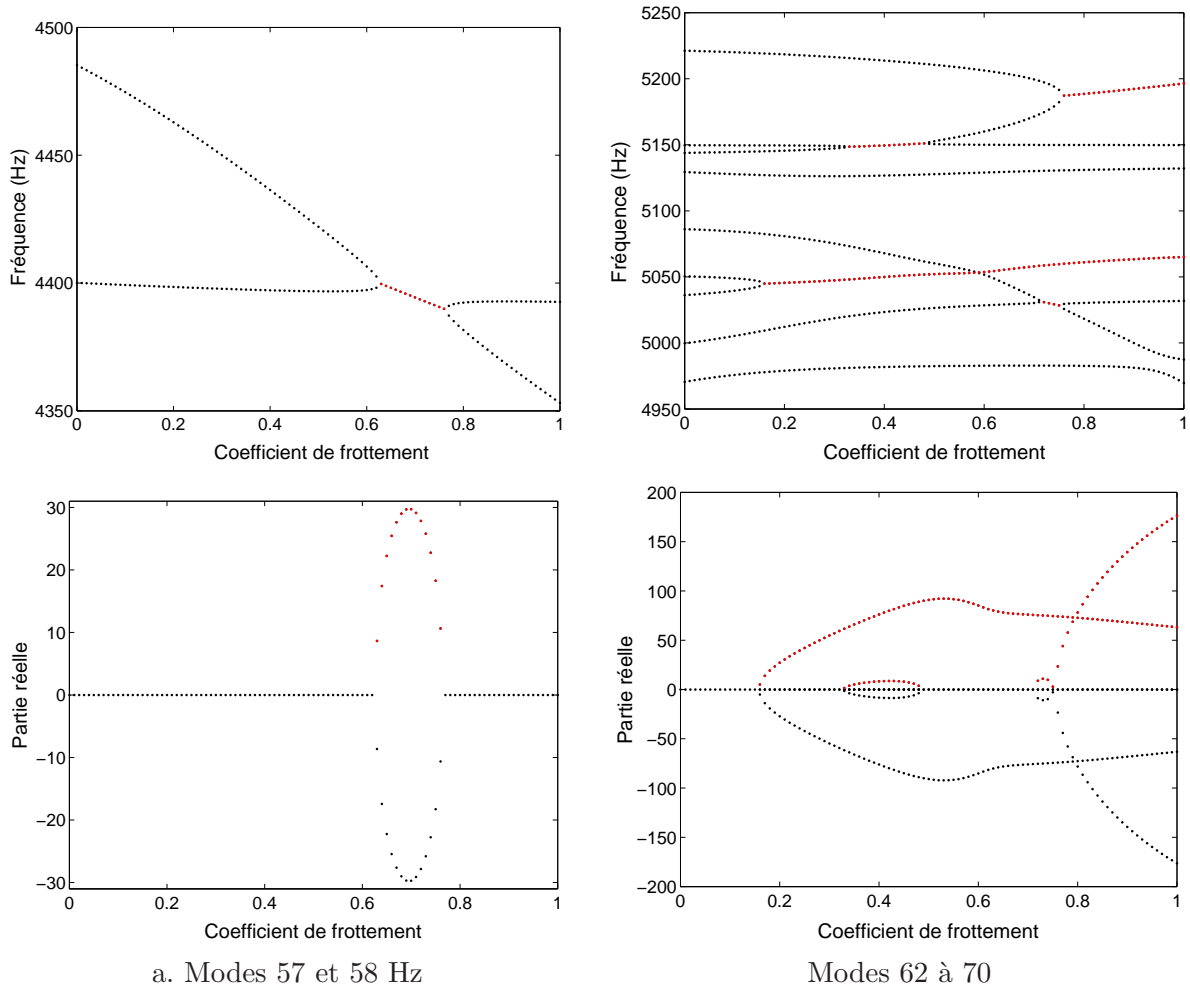 4500
4450
4400
4350
Fréquence (Hz)
0 0.2 0.4 0.6 0.8 1
Coefficient de frottement
5250
5200
5150
5100
5050
5000
4950
Fréquence (Hz)
0 0.2 0.4 0.6 0.8 1
Coefficient de frottement
30
20
10
0
−10
−20
−30
Partie réelle
0 0.2 0.4 0.6 0.8 1
Coefficient de frottement
a. Modes 57 et 58 Hz
200
150
100
50
0
−50
−100
−150
−200
Partie réelle
0 0.2 0.4 0.6 0.8 1
Coefficient de frottement
Modes 62 à 70